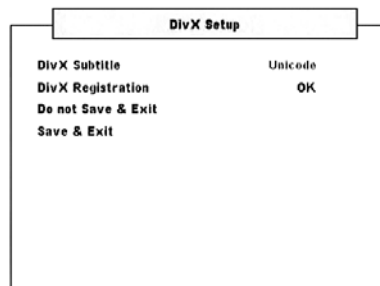 DivX Setup
DivX Subtitle Unicode
DivX Registration OK
Do not Save & Exit
Save & Exit